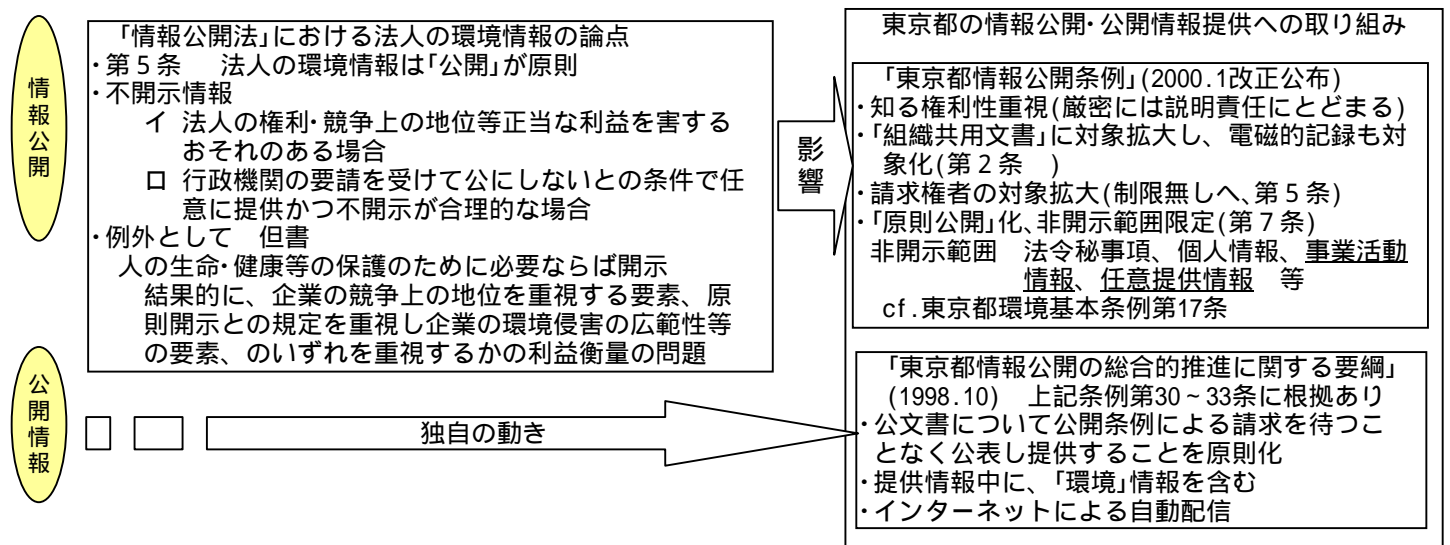 情報公開
「情報公開法」における法人の環境情報の論点
・第5条　法人の環境情報は「公開」が原則
・不開示情報
イ 法人の権利・競争上の地位等正当な利益を害する
おそれのある場合
ロ 行政機関の要請を受けて公にしないとの条件で任
意に提供かつ不開示が合理的な場合
・例外として　但書
人の生命・健康等の保護のために必要ならば開示
結果的に、企業の競争上の地位を重視する要素、原
則開示との規定を重視し企業の環境侵害の広範性等
の要素、のいずれを重視するかの利益衡量の問題
影響
東京都の情報公開・公開情報提供への取り組み
「東京都情報公開条例」(2000.1改正公布)
・知る権利性重視(厳密には説明責任にとどまる)
・「組織共用文書」に対象拡大し、電磁的記録も対
象化(第2条　)
・請求権者の対象拡大(制限無しへ、第5条)
・「原則公開」化、非開示範囲限定(第7条)
非開示範囲　法令秘事項、個人情報、事業活動
情報、任意提供情報　等
cf.東京都環境基本条例第17条
公開情報
独自の動き
「東京都情報公開の総合的推進に関する要綱」
(1998.10)　上記条例第30～33条に根拠あり
・公文書について公開条例による請求を待つこ
となく公表し提供することを原則化
・提供情報中に、「環境」情報を含む
・インターネットによる自動配信